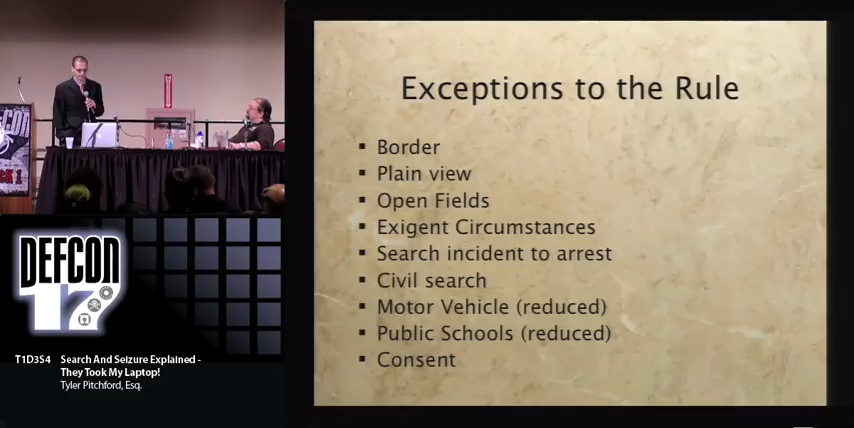 Exceptions to the Rule
▪ Border
▪ Plain view
▪ Open Fields
▪ Exigent Circumstances
▪ Search incident to arrest
▪ Civil search
▪ Motor Vehicle (reduced)
▪ Public Schools (reduced)
▪ Consent
DEFCON
17
T1D3S4 Search And Seizure Explained -
They Took My Laptop!
Tyler Pitchford, Esq.